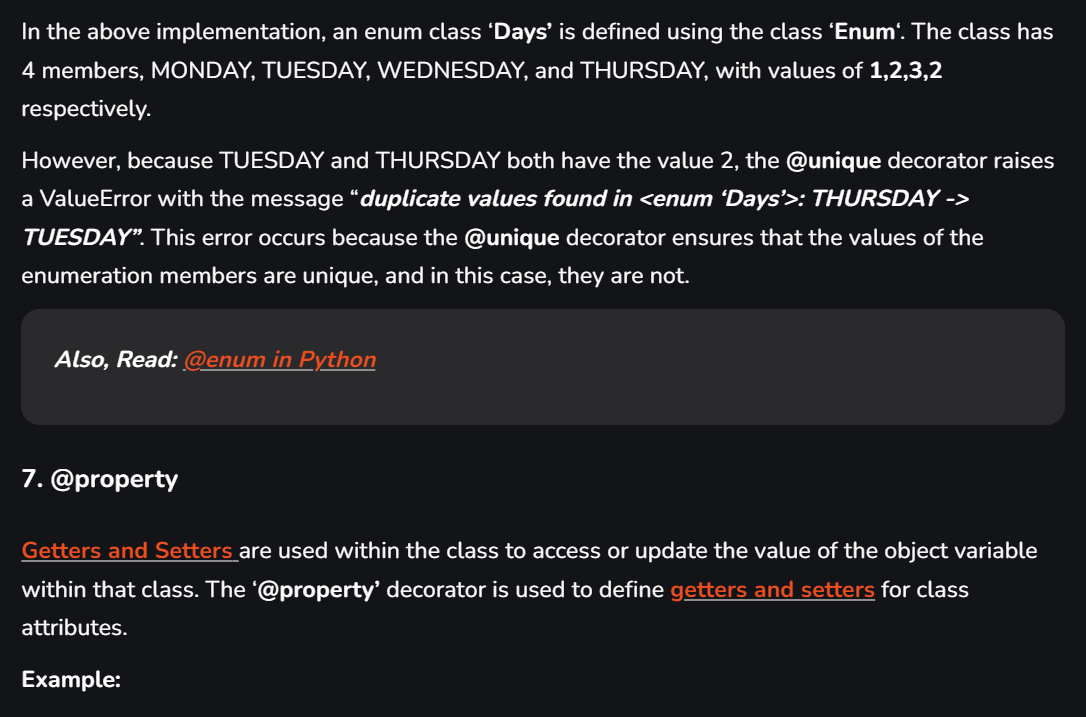 In the above implementation, an enum class ‘Days’ is defined using the class ‘Enum‘. The class has
4 members, MONDAY, TUESDAY, WEDNESDAY, and THURSDAY, with values of 1,2,3,2
respectively.
However, because TUESDAY and THURSDAY both have the value 2, the @unique decorator raises
a ValueError with the message “duplicate values found in <enum ‘Days’>: THURSDAY ->
TUESDAY”. This error occurs because the @unique decorator ensures that the values of the
enumeration members are unique, and in this case, they are not.
Also, Read: @enum in Python
7. @property
Getters and Setters are used within the class to access or update the value of the object variable
within that class. The ‘@property’ decorator is used to define getters and setters for class
attributes.
Example: